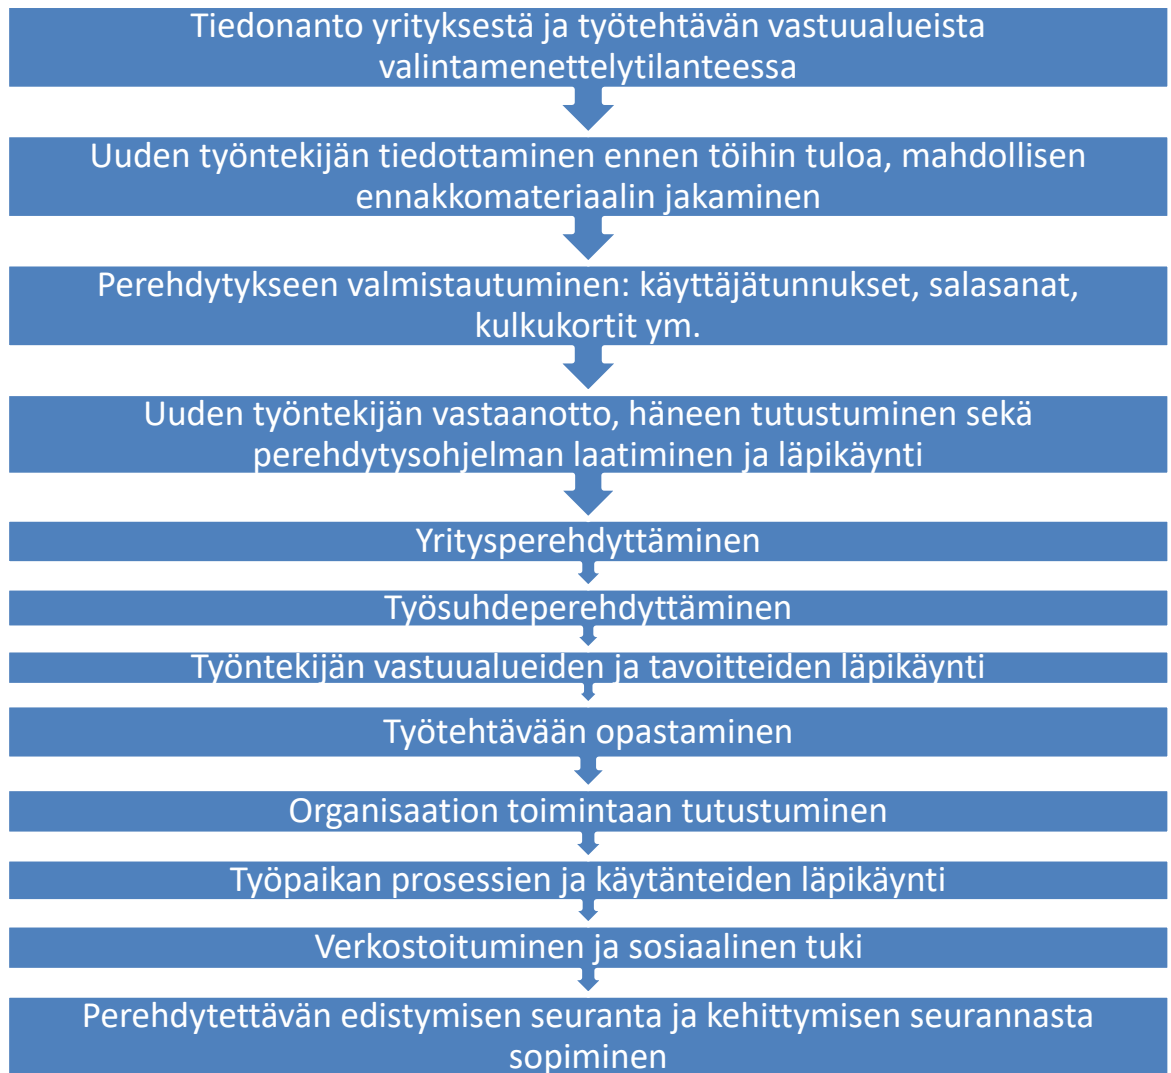 Tiedonanto yrityksestä ja työtehtävän vastuualueista
valintamenettelytilanteessa
Uuden työntekijän tiedottaminen ennen töihin tuloa, mahdollisen
ennakkomateriaalin jakaminen
Perehdytykseen valmistautuminen: käyttäjätunnukset, salasanat,
kulkukortit ym.
Uuden työntekijän vastaanotto, häneen tutustuminen sekä
perehdytysohjelman laatiminen ja läpikäynti
Yritysperehdyttäminen
Työsuhdeperehdyttäminen
Työntekijän vastuualueiden ja tavoitteiden läpikäynti
Työtehtävään opastaminen
Organisaation toimintaan tutustuminen
Työpaikan prosessien ja käytänteiden läpikäynti
Verkostoituminen ja sosiaalinen tuki
Perehdytettävän edistymisen seuranta ja kehittymisen seurannasta
sopiminen